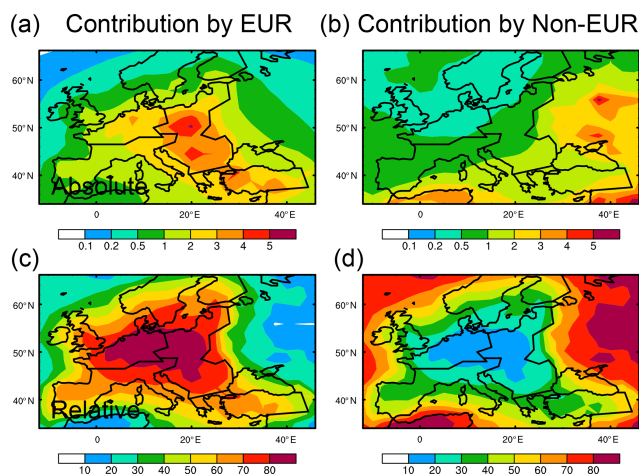 (a) Contribution by EUR
(b) Contribution by Non-EUR
60°N
50°N
40°N
Absolute
0 20°E 40°E
0.1 0.2 0.5 1 2 3 4 5
60°N
50°N
40°N
0 20°E 40°E
0.1 0.2 0.5 1 2 3 4 5
(c)
(d)
60°N
50°N
40°N
Relative
0 20°E 40°E
10 20 30 40 50 60 70 80
60°N
50°N
40°N
0 20°E 40°E
10 20 30 40 50 60 70 80